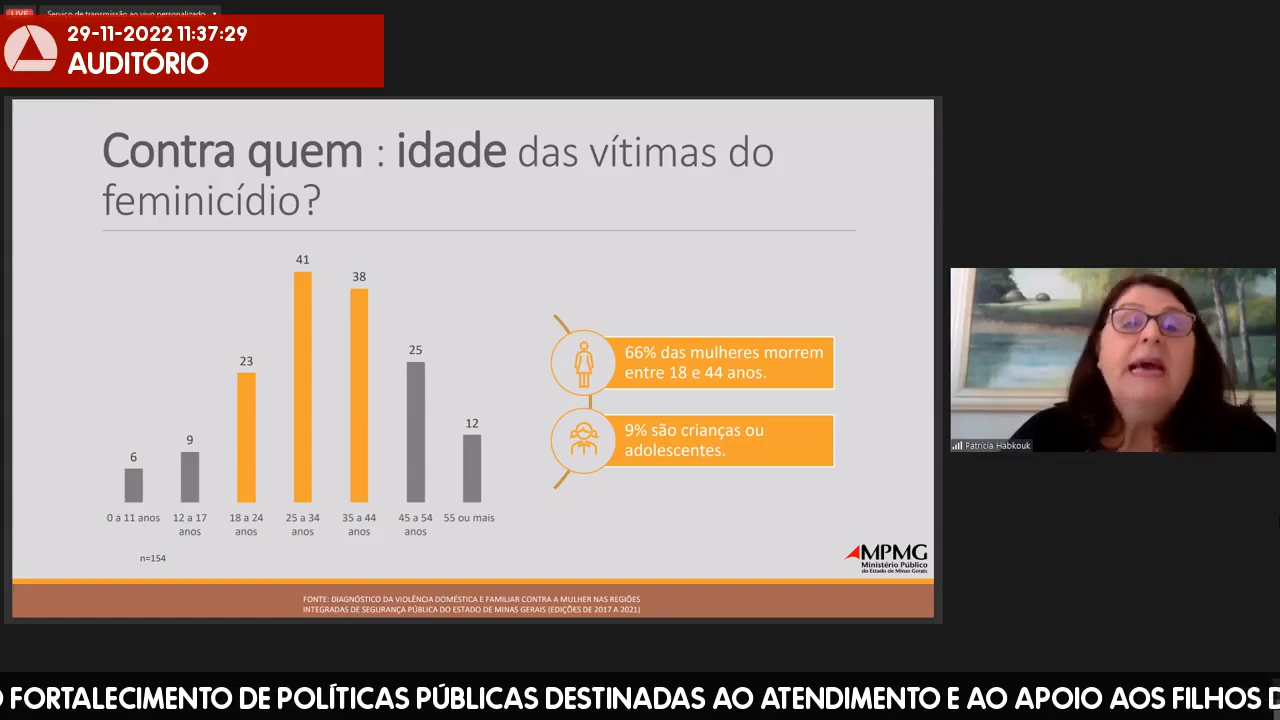 LIVE
Serviço de transmissão ao vivo personalizado
29-11-2022 11:37:29
AUDITÓRIO
Contra quem : idade das vítimas do
feminicídio?
41
38
23
25
12
9
6
0 a 11 anos
12 a 17
anos
18 a 24
anos
25 a 34
anos
35 a 44
anos
45 a 54
anos
55 ou mais
n=154
66% das mulheres morrem
entre 18 e 44 anos.
9% são crianças ou
adolescentes.
MPMG
Ministério Público
do Estado de Minas Gerais
FONTE: DIAGNÓSTICO DA VIOLÊNCIA DOMÉSTICA E FAMILIAR CONTRA A MULHER NAS REGIÕES
INTEGRADAS DE SEGURANÇA PÚBLICA DO ESTADO DE MINAS GERAIS (EDIÇÕES DE 2017 A 2021)
Patricia Habkouk
O FORTALECIMENTO DE POLÍTICAS PÚBLICAS DESTINADAS AO ATENDIMENTO E AO APOIO AOS FILHOS D